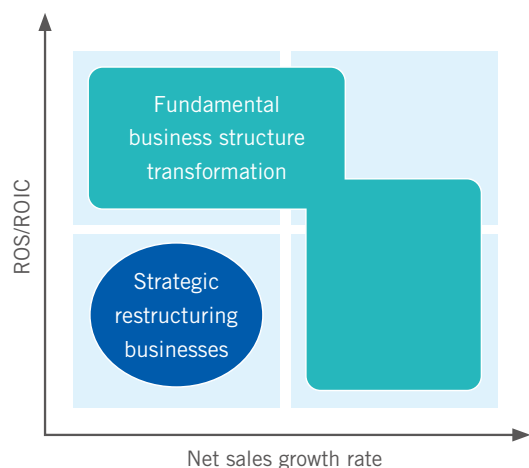 ROS/ROIC
Fundamental
business structure
transformation
Strategic
restructuring
businesses
Net sales growth rate